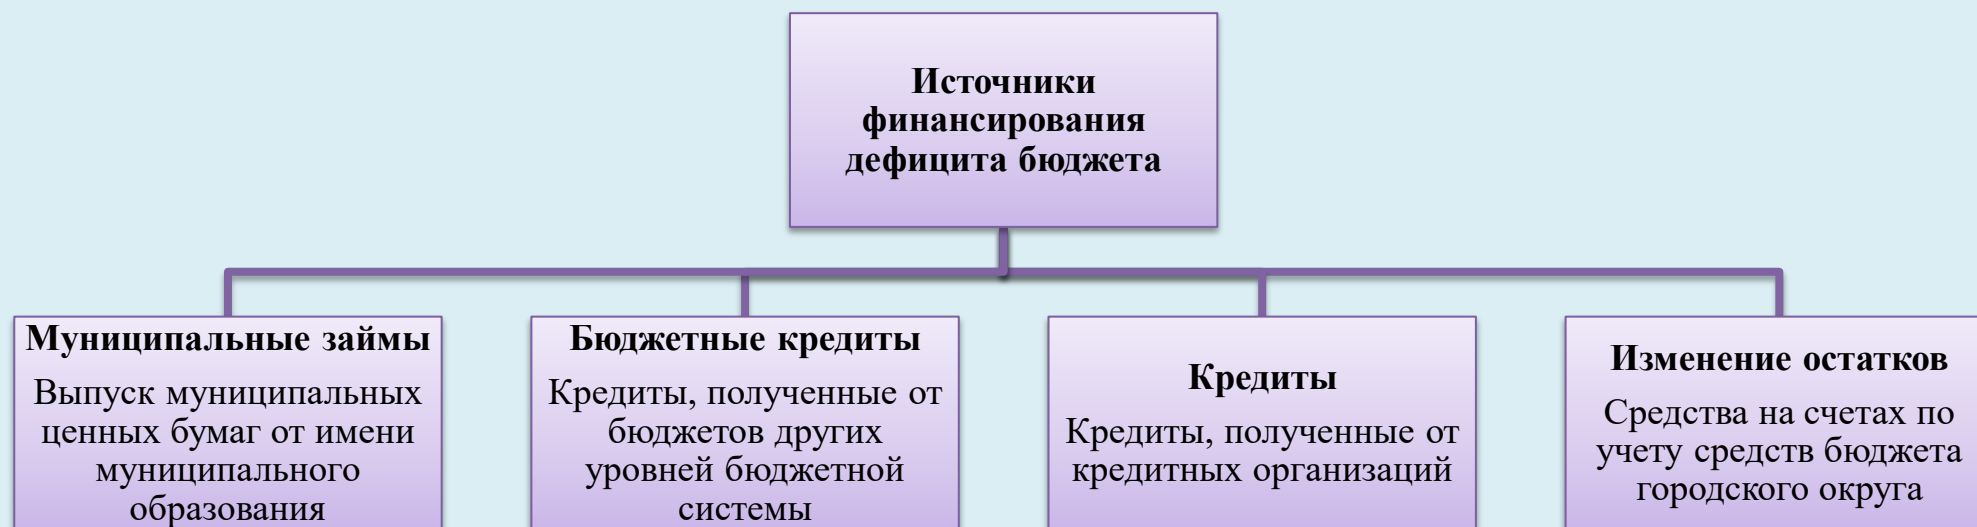 Источники
финансирования
дефицита бюджета
Муниципальные займы
Выпуск муниципальных
ценных бумаг от имени
муниципального
образования
Бюджетные кредиты
Кредиты, полученные от
бюджетов других
уровней бюджетной
системы
Кредиты
Кредиты, полученные от
кредитных организаций
Изменение остатков
Средства на счетах по
учету средств бюджета
городского округа